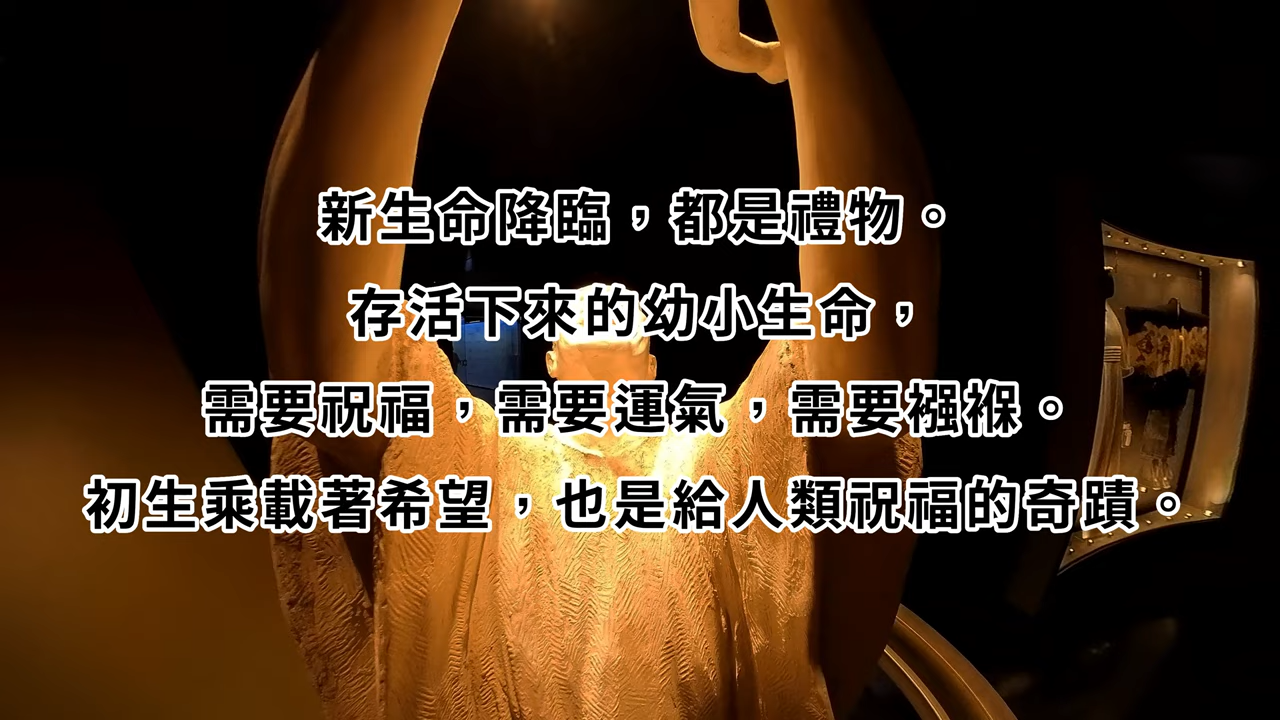 新生命降臨，都是禮物。
存活下來的幼小生命，
需要祝福，需要運氣，需要襁褓。
初生乘載著希望，也是給人類祝福的奇蹟。